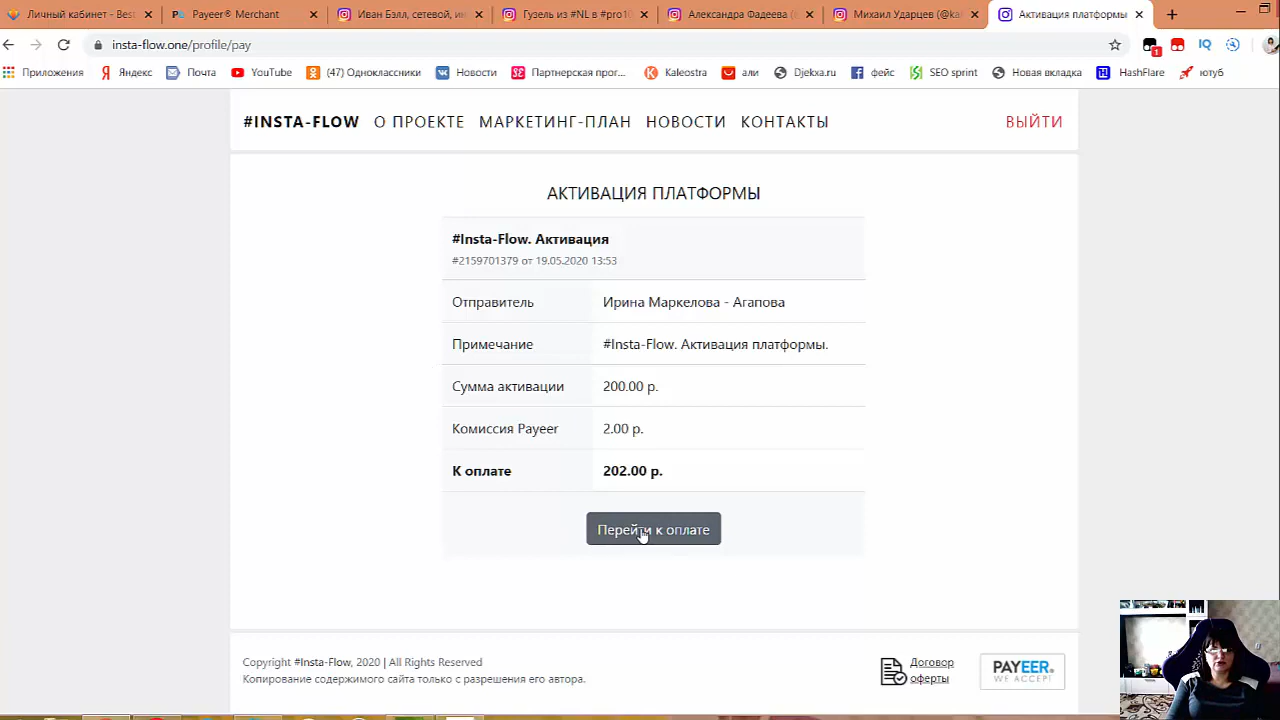 Личный кабинет - Best
Payeer® Merchant
Иван Бэлл, сетевой, и
Гузель из #NL в #pro10
Александра Фадеева (
Михаил Ударцев (@ka
Активация платформы
insta-flow.one/profile/pay
1
IQ
Приложения
Яндекс
Почта
YouTube
(47) Одноклассники
Новости
Партнерская прог...
Kaleostra
али
Djekxa.ru
фейс
SEO sprint
Новая вкладка
HashFlare
ютуб
#INSTA-FLOW О ПРОЕКТЕ МАРКЕТИНГ-ПЛАН НОВОСТИ КОНТАКТЫ ВЫЙТИ
АКТИВАЦИЯ ПЛАТФОРМЫ
#Insta-Flow. Активация
#2159701379 от 19.05.2020 13:53
Отправитель Ирина Маркелова - Агапова
Примечание #Insta-Flow. Активация платформы.
Сумма активации 200.00 р.
Комиссия Payeer 2.00 р.
К оплате 202.00 р.
Перейти к оплате
Copyright #Insta-Flow, 2020 | All Rights Reserved
Копирование содержимого сайта только с разрешения его автора.
Договор
оферты
PAYEER®
WE ACCEPT!